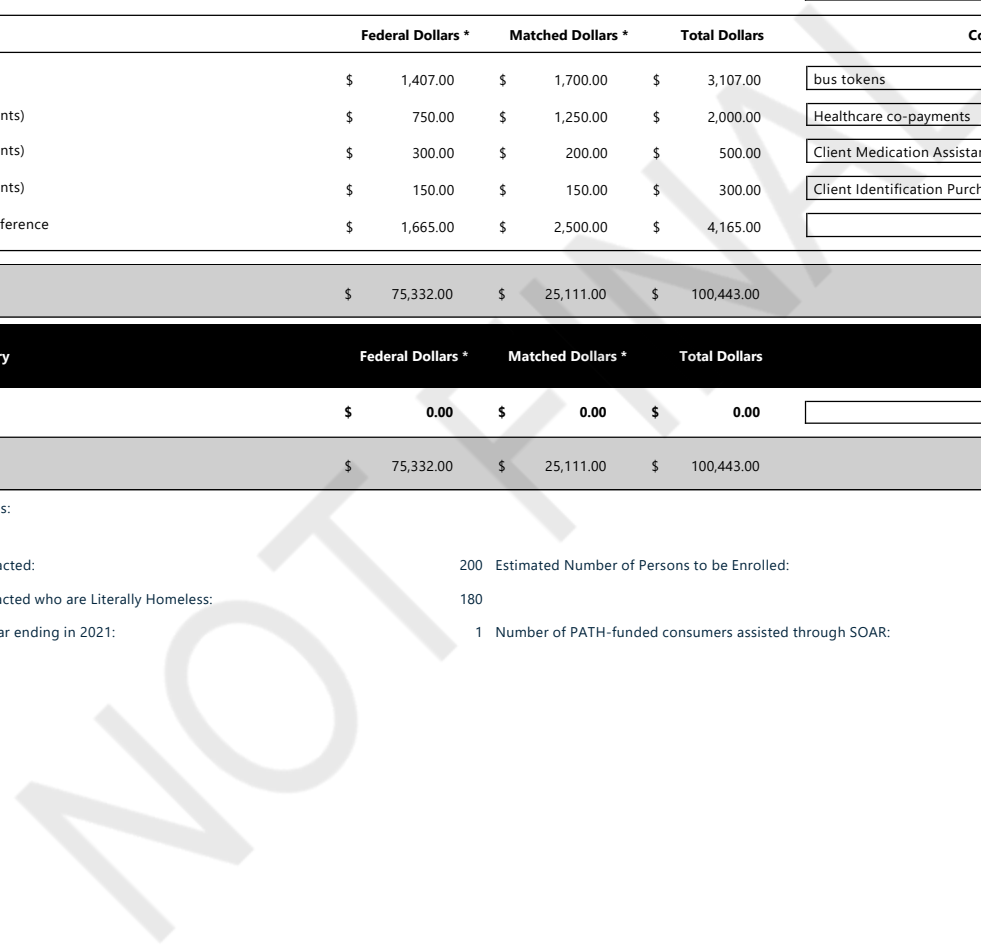 Federal Dollars * Matched Dollars * Total Dollars Co
$ 1,407.00 $ 1,700.00 $ 3,107.00 bus tokens
nts) $ 750.00 $ 1,250.00 $ 2,000.00 Healthcare co-payments
nts) $ 300.00 $ 200.00 $ 500.00 Client Medication Assistan
nts) $ 150.00 $ 150.00 $ 300.00 Client Identification Purch
ference $ 1,665.00 $ 2,500.00 $ 4,165.00
$ 75,332.00 $ 25,111.00 $ 100,443.00
ry Federal Dollars * Matched Dollars * Total Dollars
$ 0.00 $ 0.00 $ 0.00
$ 75,332.00 $ 25,111.00 $ 100,443.00
s:
acted: 200 Estimated Number of Persons to be Enrolled:
acted who are Literally Homeless: 180
ar ending in 2021: 1 Number of PATH-funded consumers assisted through SOAR:
NOT FINAL